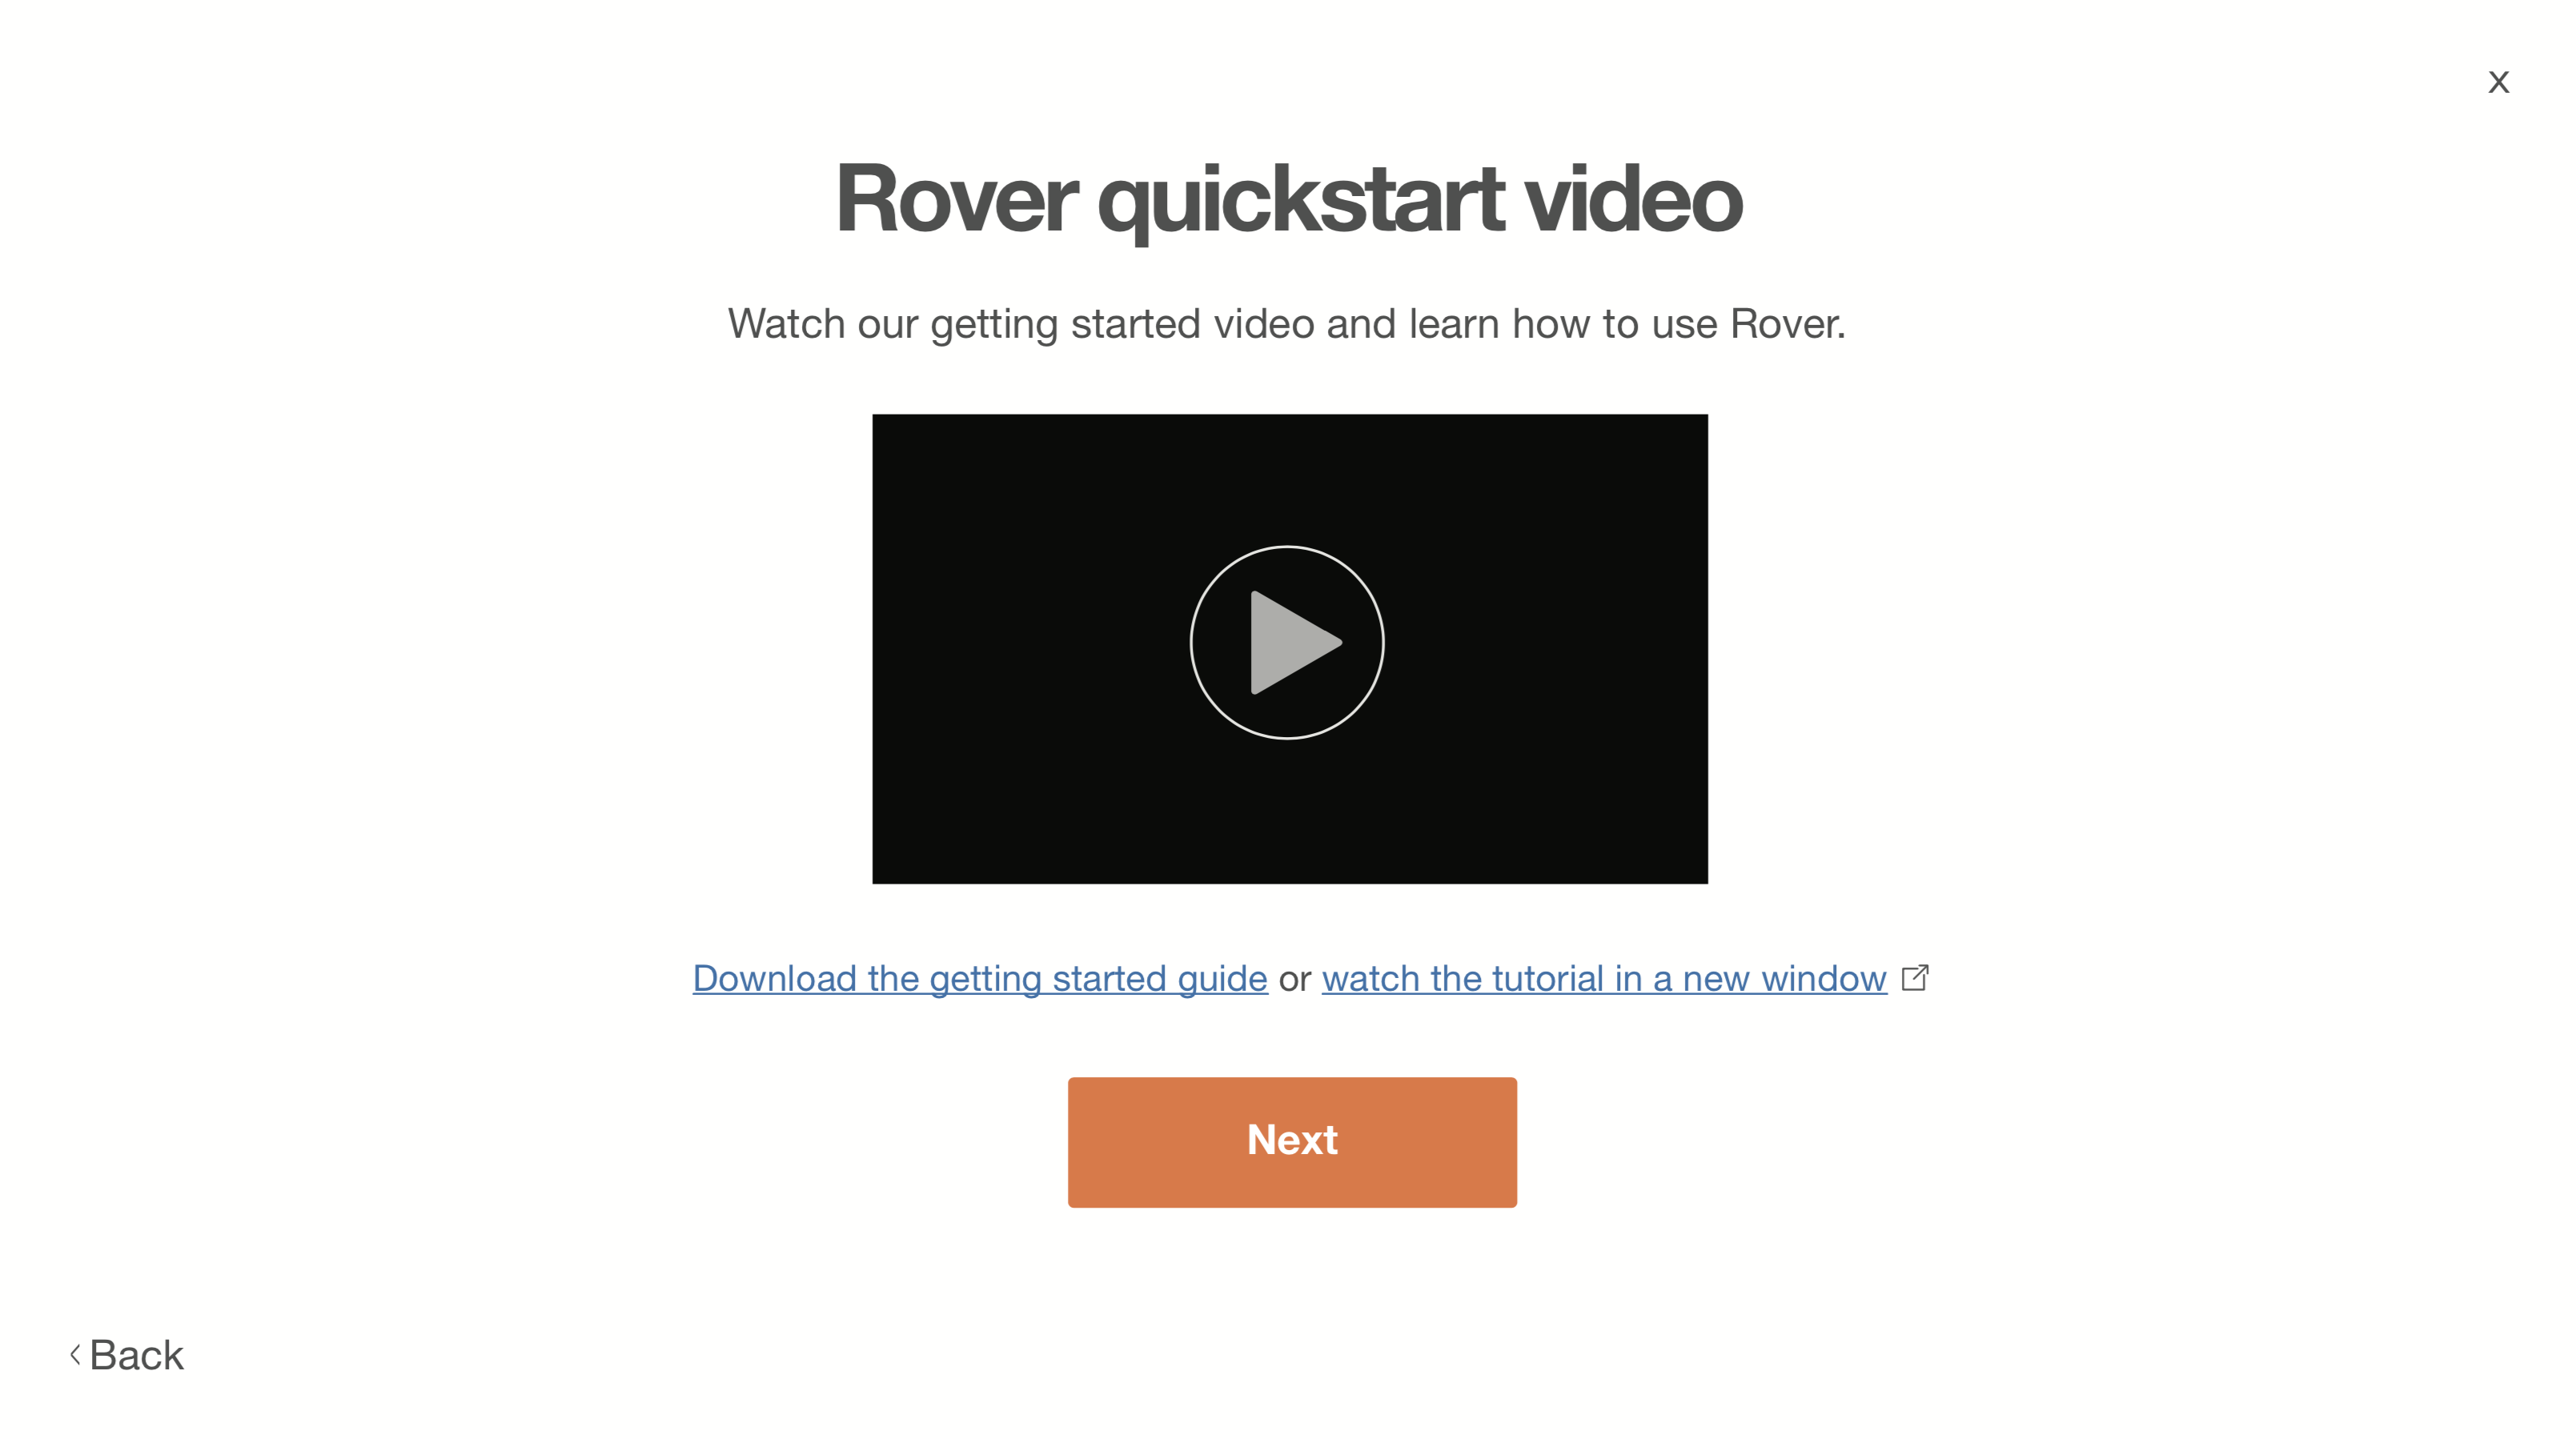 x
Rover quickstart video
Watch our getting started video and learn how to use Rover.
Download the getting started guide or watch the tutorial in a new window
Next
Back